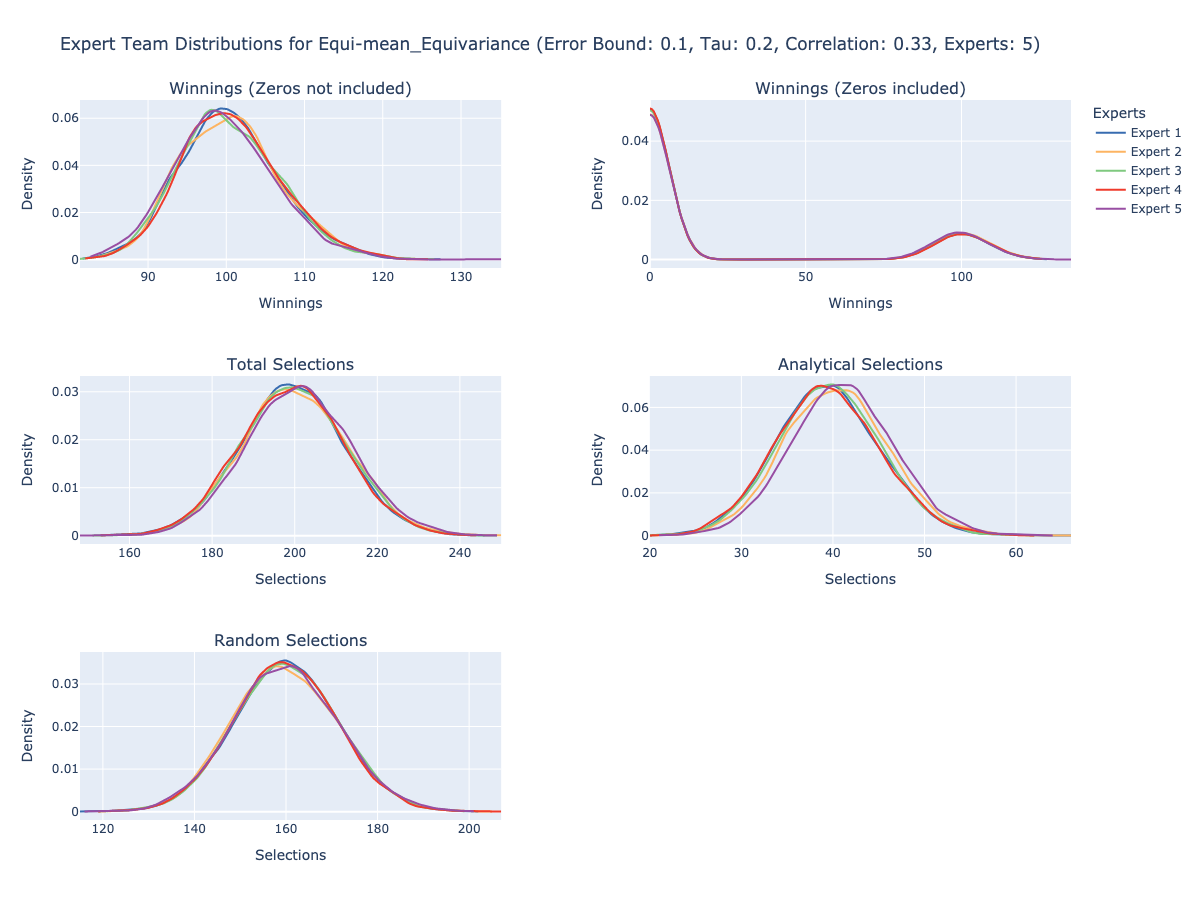 Expert Team Distributions for Equi-mean_Equivariance (Error Bound: 0.1, Tau: 0.2, Correlation: 0.33, Experts: 5)
Winnings (Zeros not included)
0.06
0.04
0.02
0
Density
90 100 110 120 130
Winnings
Winnings (Zeros included)
0.04
0.02
0
Density
0 50 100
Winnings
Experts
Expert 1
Expert 2
Expert 3
Expert 4
Expert 5
Total Selections
0.03
0.02
0.01
0
Density
160 180 200 220 240
Selections
Analytical Selections
0.06
0.04
0.02
0
Density
20 30 40 50 60
Selections
Random Selections
0.03
0.02
0.01
0
Density
120 140 160 180 200
Selections